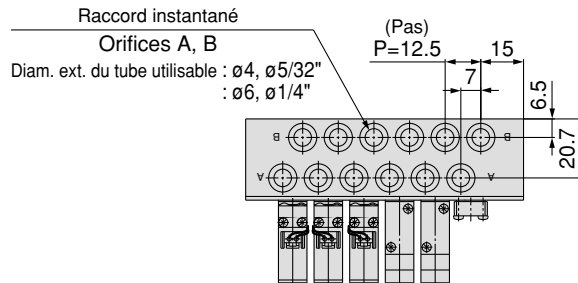 Raccord instantané
Orifices A, B
Diam. ext. du tube utilisable : ø4, ø5/32"
: ø6, ø1/4"
(Pas)
P=12.5
15
7
6.5
20.7
B
B
A
A